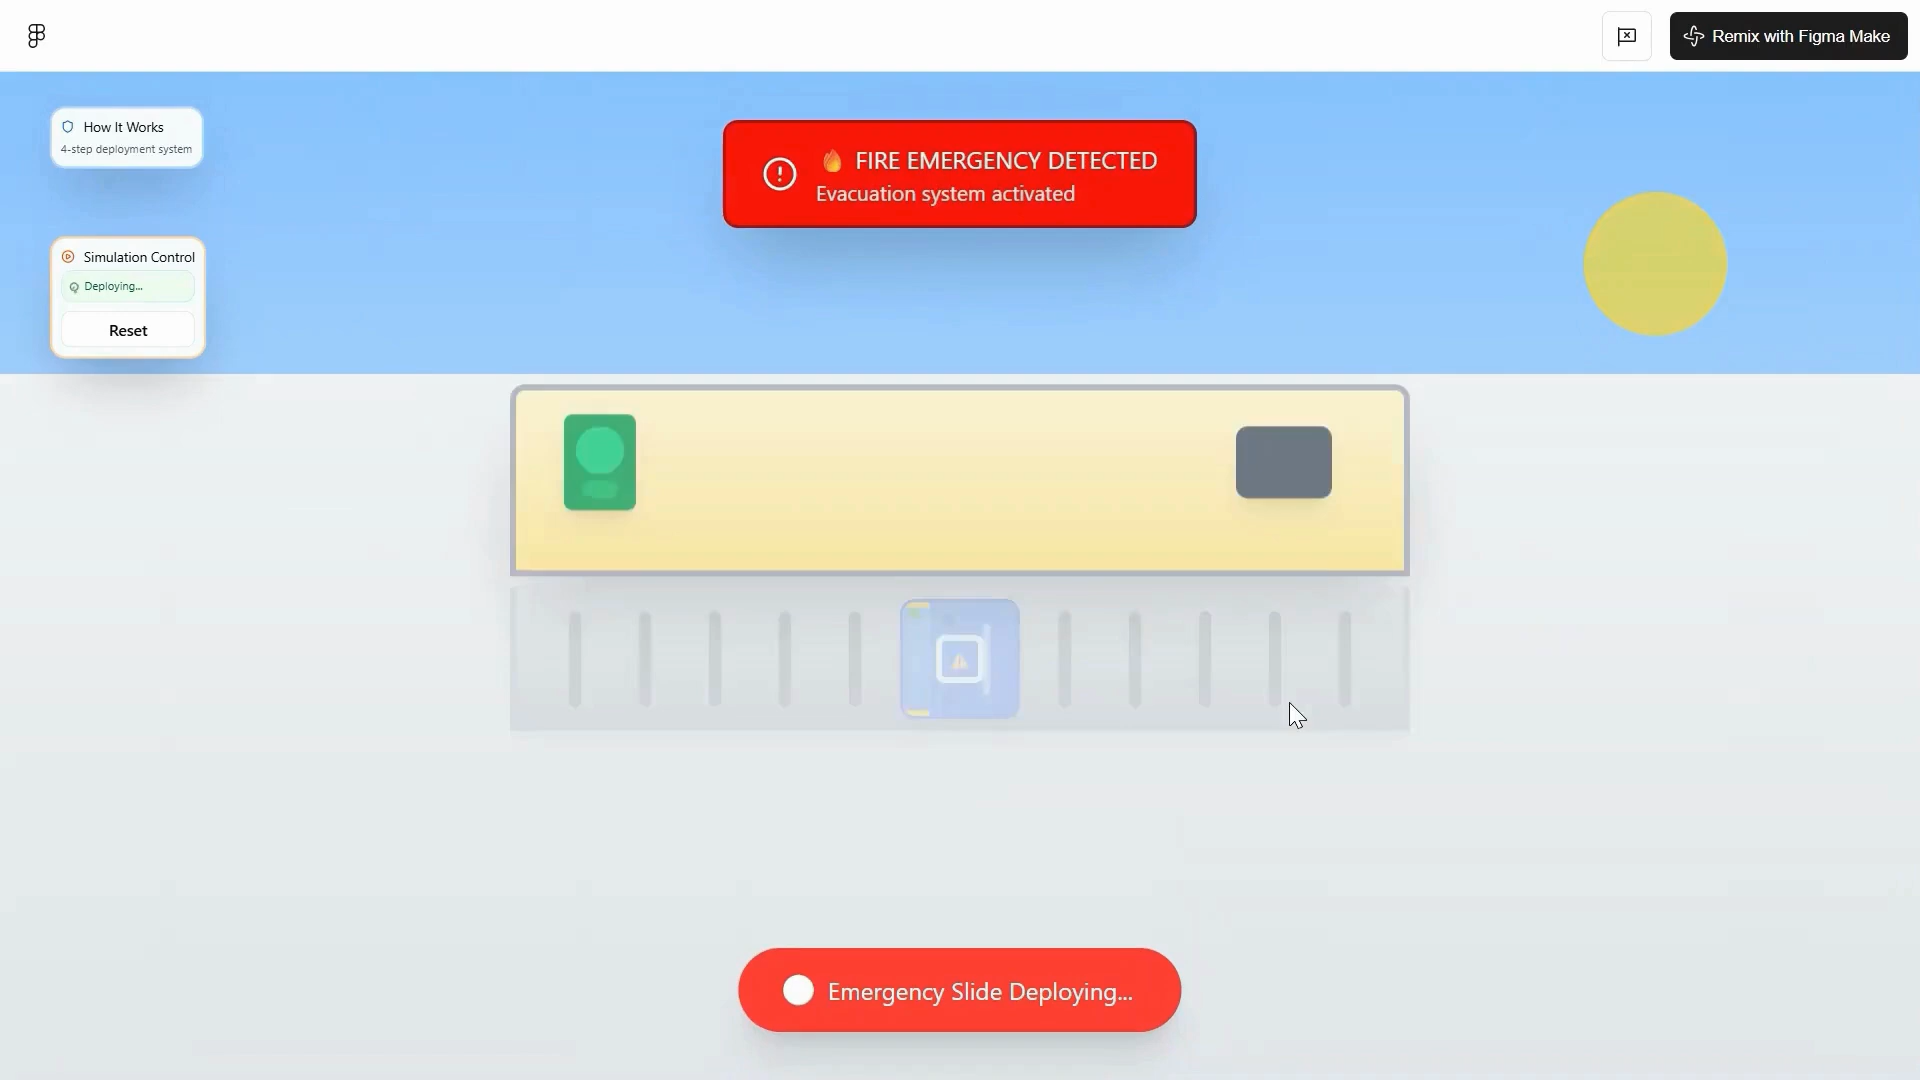 Remix with Figma Make
How It Works
4-step deployment system
🔥 FIRE EMERGENCY DETECTED
Evacuation system activated
Simulation Control
Deploying...
Reset
Emergency Slide Deploying...